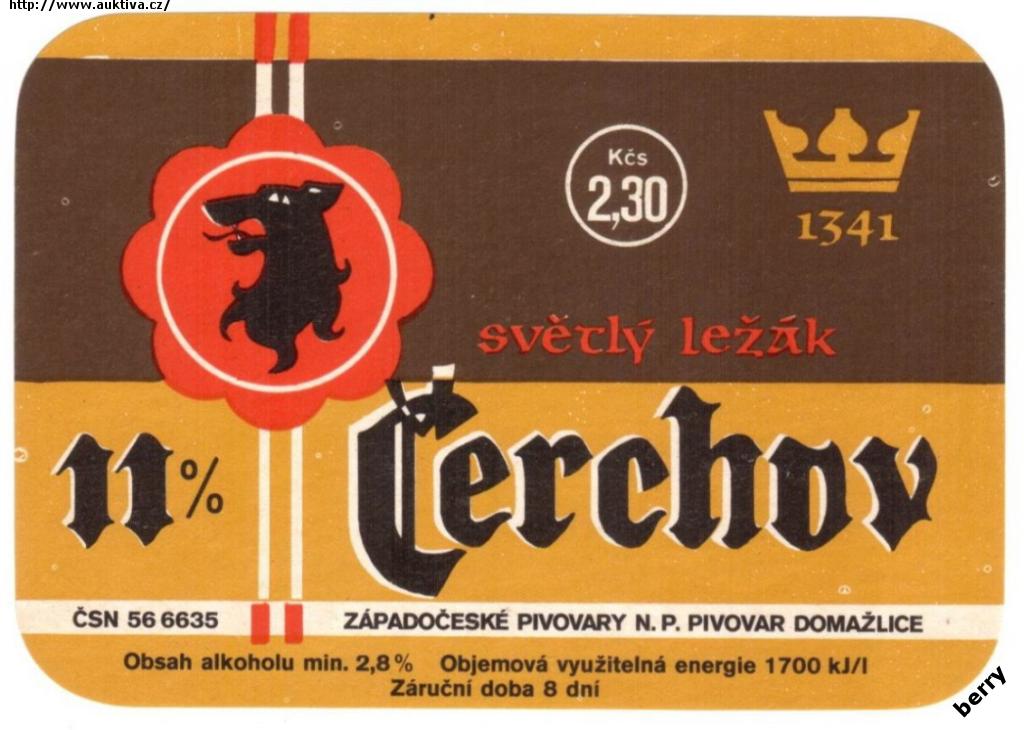 http://www.auktiva.cz/
Kčs
2,30
1341
světlý ležák
11% Čerchov
ČSN 56 6635 ZÁPADOČESKÉ PIVOVARY N. P. PIVOVAR DOMAŽLICE
Obsah alkoholu min. 2,8% Objemová využitelná energie 1700 kJ/l
Záruční doba 8 dní
berry